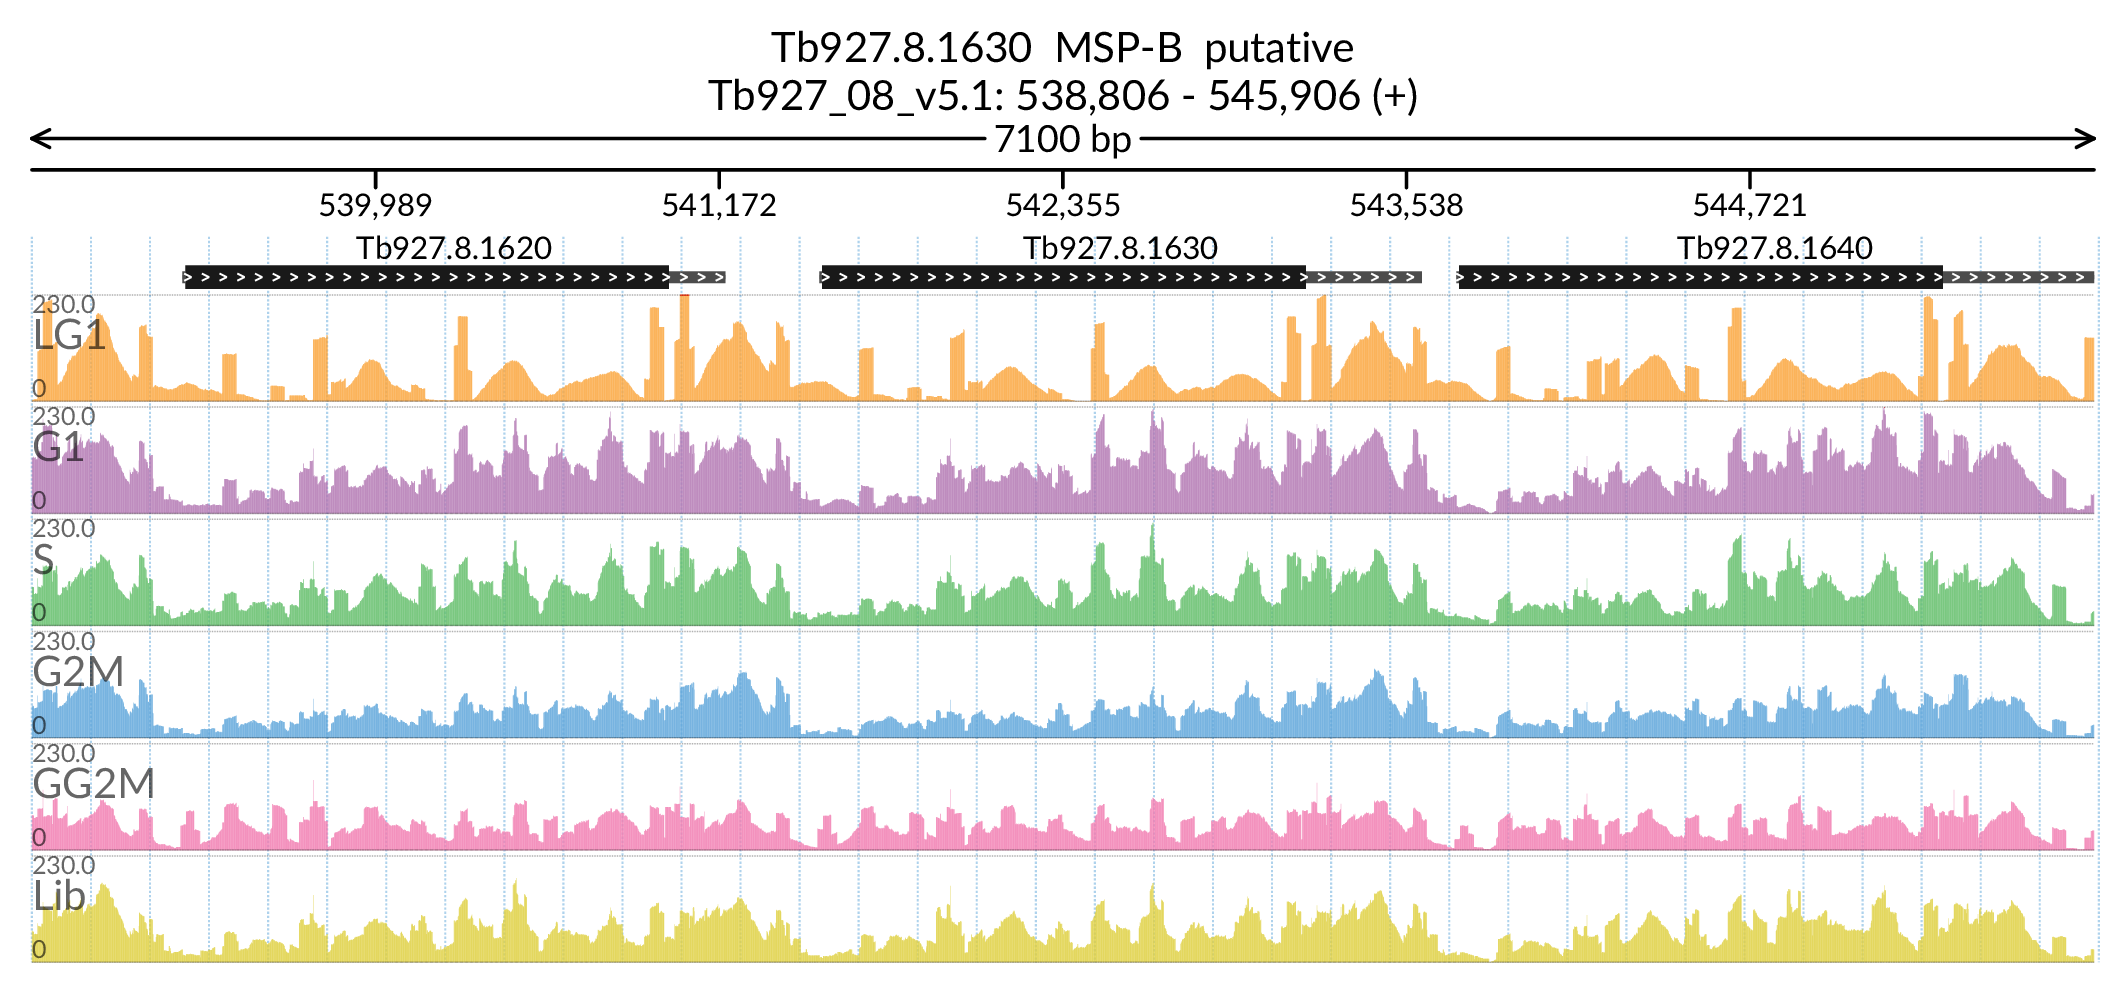 Tb927.8.1630 MSP-B putative
Tb927_08_v5.1: 538,806 - 545,906 (+)
7100 bp
539,989 541,172 542,355 543,538 544,721
Tb927.8.1620 Tb927.8.1630 Tb927.8.1640
230.0
LG1
0
230.0
G1
0
230.0
S
0
230.0
G2M
0
230.0
GG2M
0
230.0
Lib
0